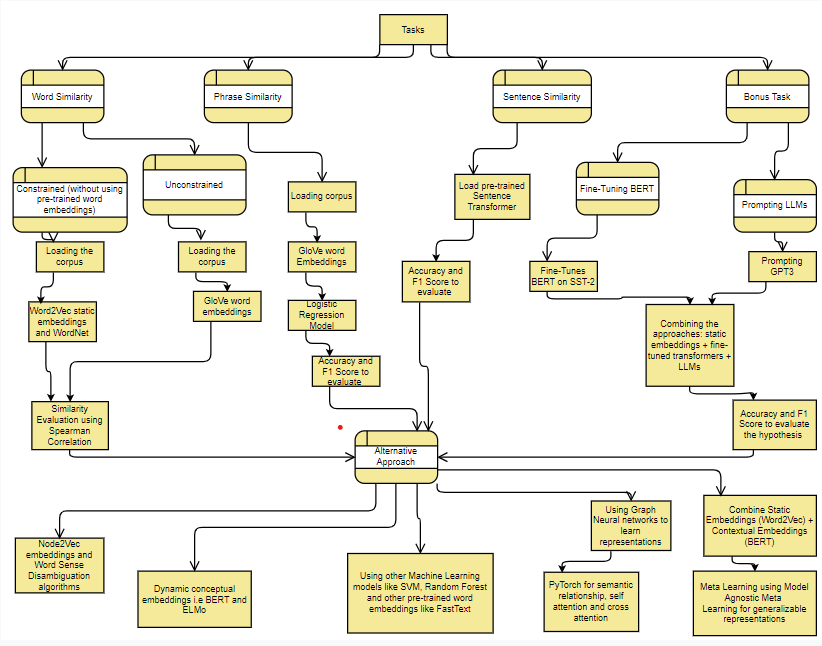 Tasks
Word Similarity
Phrase Similarity
Sentence Similarity
Bonus Task
Constrained (without using
pre-trained word
embeddings)
Unconstrained
Loading corpus
Load pre-trained
Sentence
Transformer
Fine-Tuning BERT
Prompting LLMs
Loading the
corpus
Loading the
corpus
GloVe word
Embeddings
Accuracy and
F1 Score to
evaluate
Fine-Tunes
BERT on SST-2
Prompting
GPT3
Word2Vec static
embeddings
and WordNet
GloVe word
embeddings
Logistic
Regression
Model
Combining the
approaches: static
embeddings + fine-
tuned transformers +
LLMs
Accuracy and
F1 Score to
evaluate
Similarity
Evaluation using
Spearman
Correlation
Accuracy and F1
Score to evaluate
the hypothesis
Alternative
Approach
Node2Vec
embeddings and
Word Sense
Disambiguation
algorithms
Dynamic conceptual
embeddings i.e BERT and
ELMo
Using other Machine Learning
models like SVM, Random Forest
and other pre-trained word
embeddings like FastText
Using Graph
Neural networks to
learn
representations
Combine Static
Embeddings (Word2Vec) +
Contextual Embeddings
(BERT)
PyTorch for semantic
relationship, self
attention and cross
attention
Meta Learning using Model
Agnostic Meta
Learning for generalizable
representations